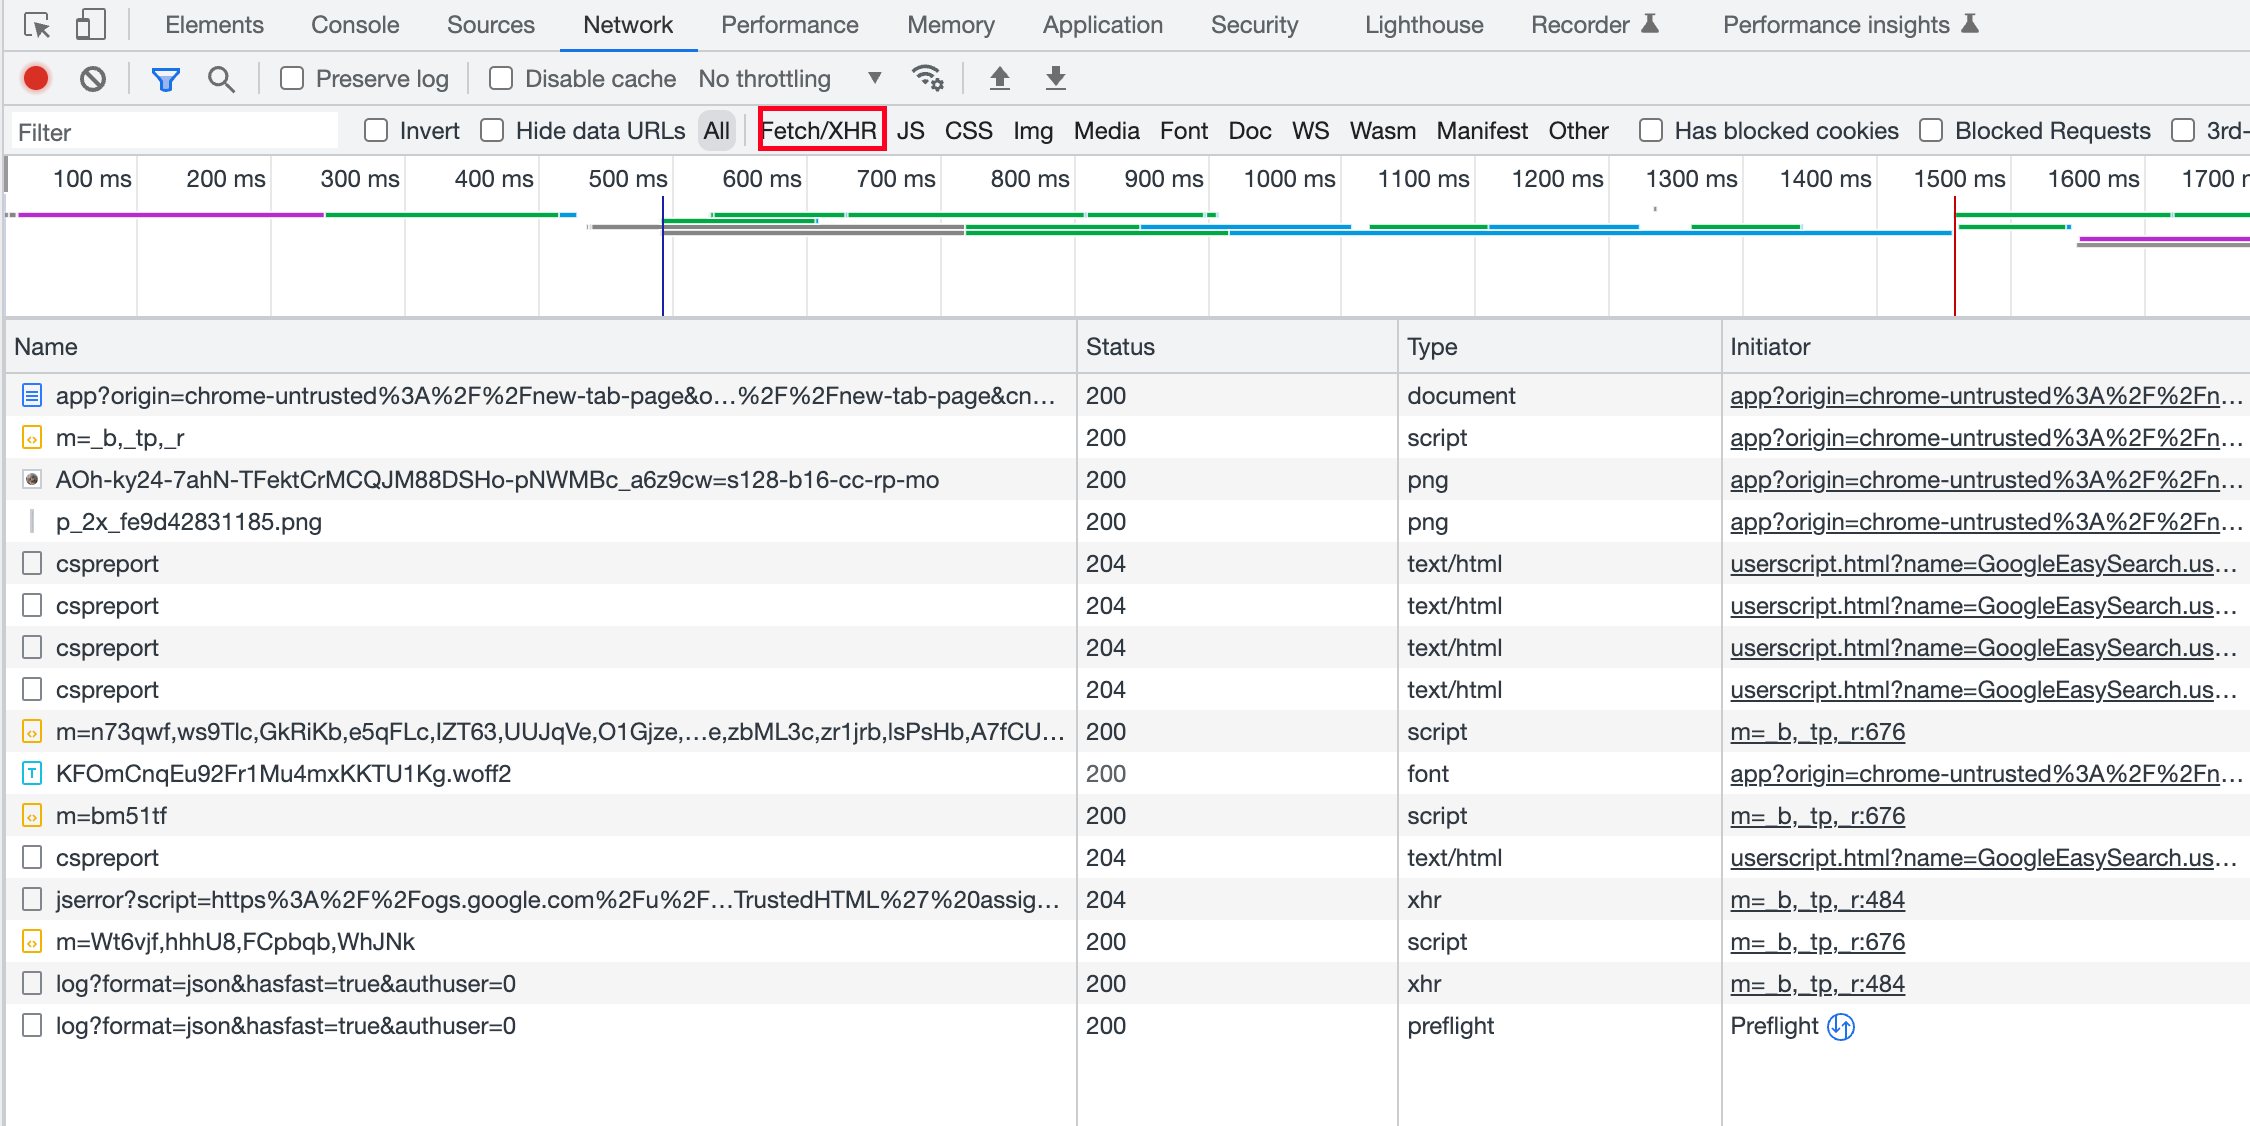 Elements Console Sources Network Performance Memory Application Security Lighthouse Recorder Performance insights
Preserve log Disable cache No throttling
Filter Invert Hide data URLs All Fetch/XHR JS CSS Img Media Font Doc WS Wasm Manifest Other Has blocked cookies Blocked Requests 3rd-
100 ms 200 ms 300 ms 400 ms 500 ms 600 ms 700 ms 800 ms 900 ms 1000 ms 1100 ms 1200 ms 1300 ms 1400 ms 1500 ms 1600 ms 1700
Name Status Type Initiator
app?origin=chrome-untrusted%3A%2F%2Fnew-tab-page&o…%2F%2Fnew-tab-page&cn… 200 document app?origin=chrome-untrusted%3A%2F%2Fn…
m=_b,_tp,_r 200 script app?origin=chrome-untrusted%3A%2F%2Fn…
AOh-ky24-7ahN-TFektCrMCQJM88DSHo-pNWMBc_a6z9cw=s128-b16-cc-rp-mo 200 png app?origin=chrome-untrusted%3A%2F%2Fn…
p_2x_fe9d42831185.png 200 png app?origin=chrome-untrusted%3A%2F%2Fn…
cspreport 204 text/html userscript.html?name=GoogleEasySearch.us…
cspreport 204 text/html userscript.html?name=GoogleEasySearch.us…
cspreport 204 text/html userscript.html?name=GoogleEasySearch.us…
cspreport 204 text/html userscript.html?name=GoogleEasySearch.us…
m=n73qwf,ws9Tlc,GkRiKb,e5qFLc,IZT63,UUJqVe,O1Gjze,…e,zbML3c,zr1jrb,lsPsHb,A7fCU… 200 script m=_b,_tp,_r:676
KFOmCnqEu92Fr1Mu4mxKKTU1Kg.woff2 200 font app?origin=chrome-untrusted%3A%2F%2Fn…
m=bm51tf 200 script m=_b,_tp,_r:676
cspreport 204 text/html userscript.html?name=GoogleEasySearch.us…
jserror?script=https%3A%2F%2Fogs.google.com%2Fu%2F…TrustedHTML%27%20assig… 204 xhr m=_b,_tp,_r:484
m=Wt6vjf,hhhU8,FCpbqb,WhJNk 200 script m=_b,_tp,_r:676
log?format=json&hasfast=true&authuser=0 200 xhr m=_b,_tp,_r:484
log?format=json&hasfast=true&authuser=0 200 preflight Preflight